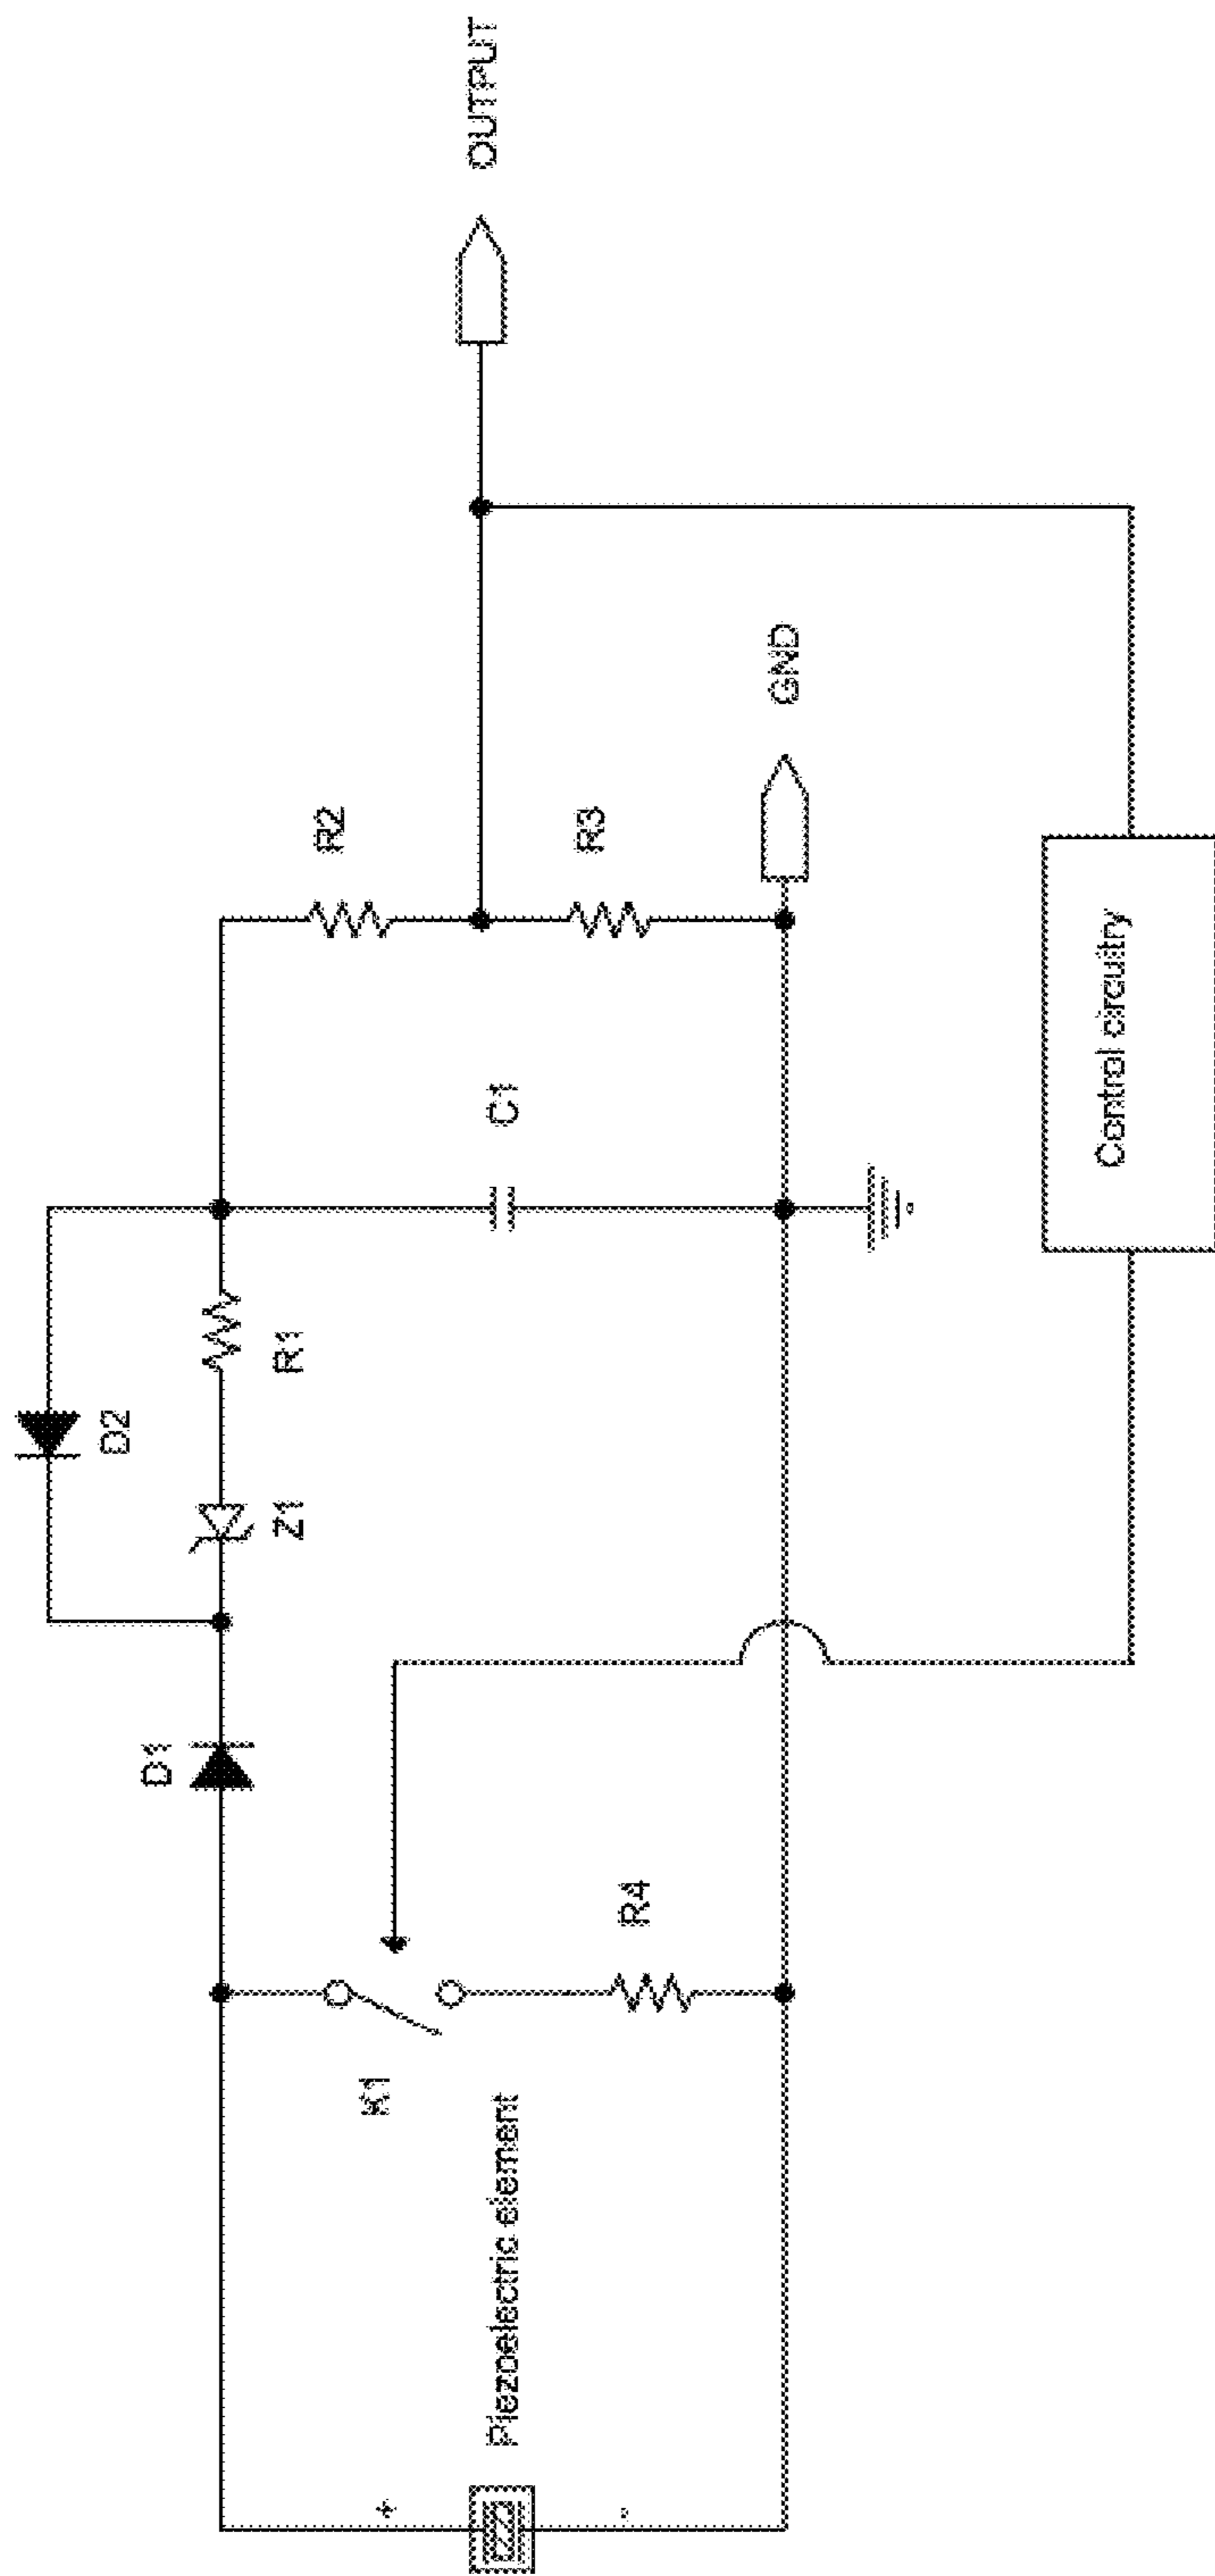 D2
Z1
R1
D1
R2
OUTPUT
C1
R3
K1
R4
+
Piezoelectric element
-
GND
Control circuitry